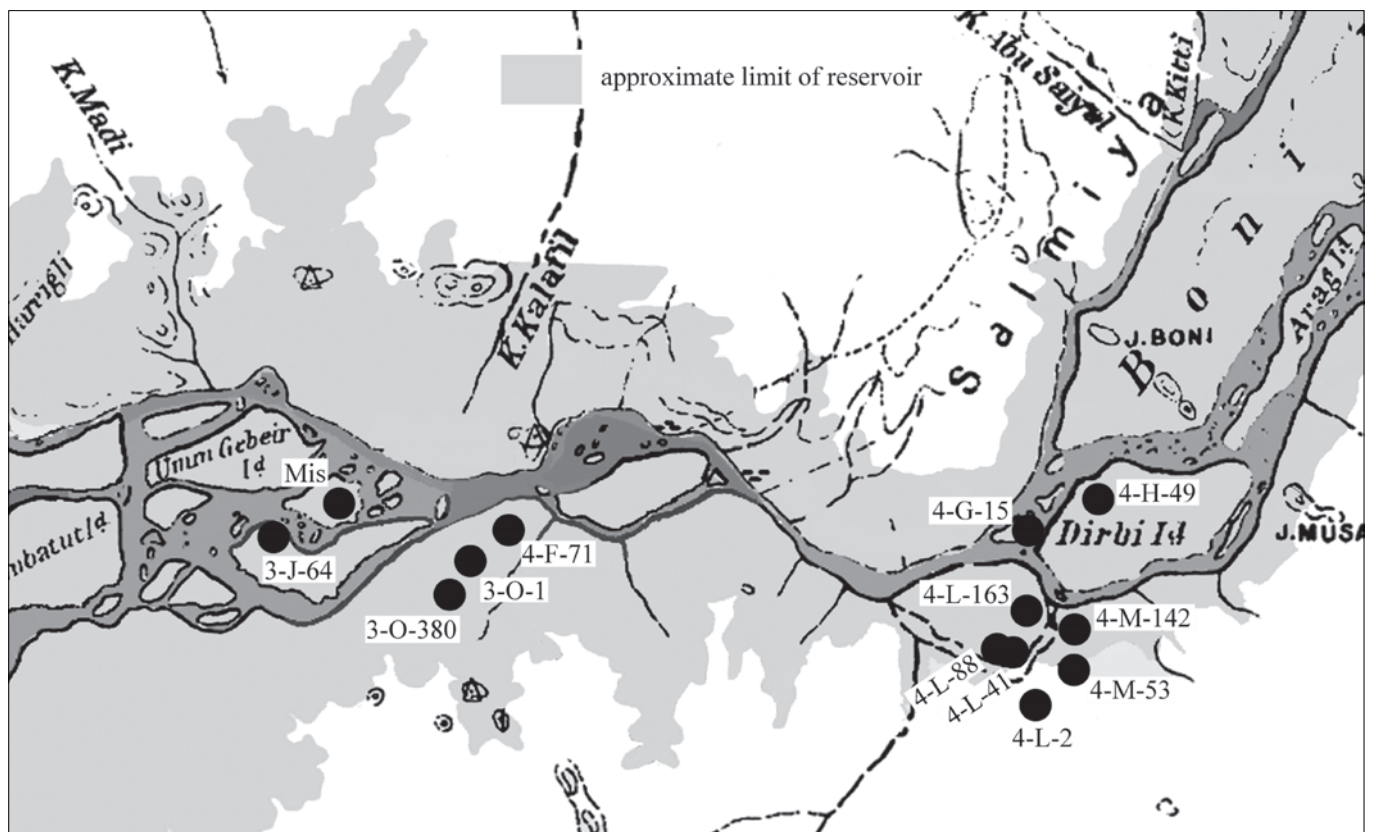 approximate limit of reservoir
K.Madi
K. Abu Saiyal
K.Kitti
K.Kalafil
Salmiya
Boni
J.BONI
Arag Id
Umm Gebeir
Id
Mis
3-J-64
4-F-71
3-O-1
3-O-380
4-G-15
4-H-49
Dirbi Id
J.MUSA
4-L-163
4-M-142
4-L-88
4-L-41
4-M-53
4-L-2